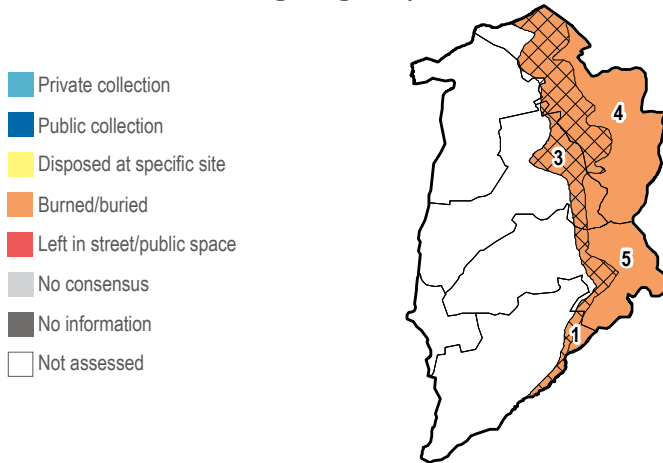 Private collection
Public collection
Disposed at specific site
Burned/buried
Left in street/public space
No consensus
No information
Not assessed
4
3
5
1